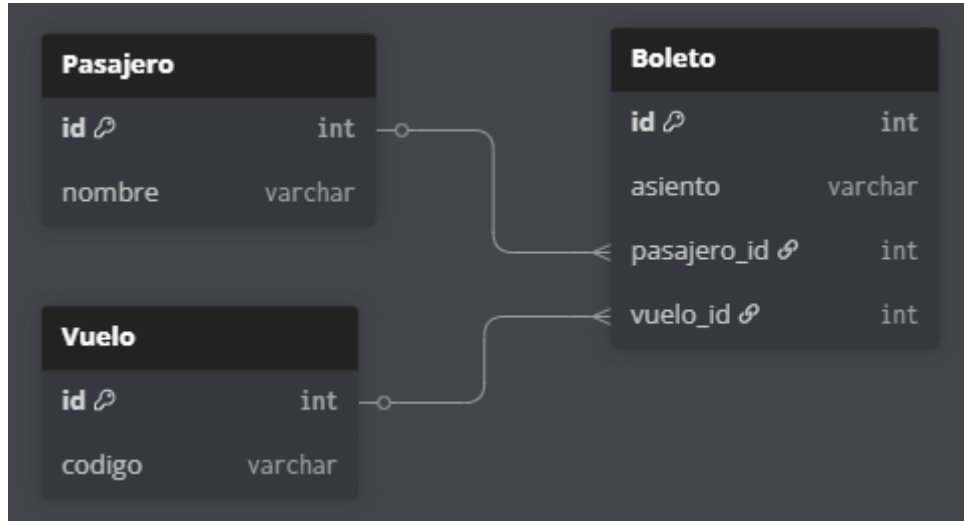 Pasajero
id int
nombre varchar
Vuelo
id int
codigo varchar
Boleto
id int
asiento varchar
pasajero_id int
vuelo_id int